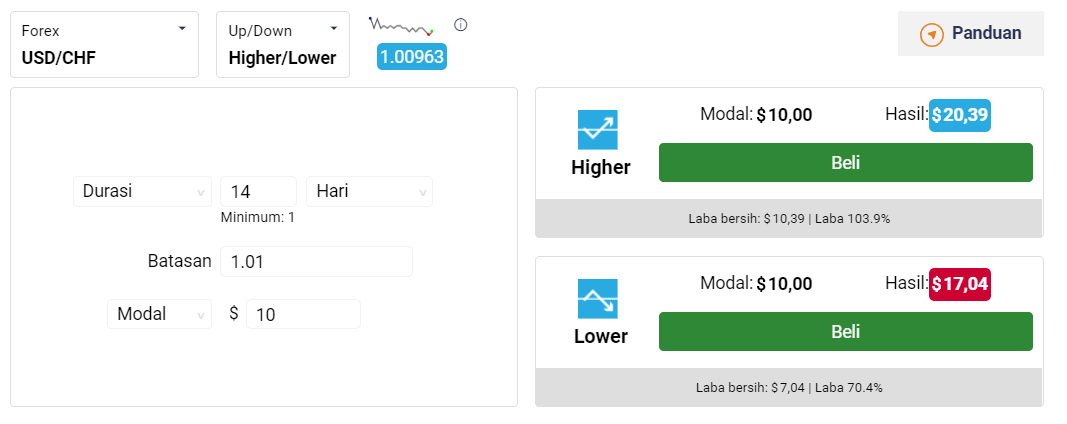 Forex
USD/CHF
Up/Down
Higher/Lower
1.00963
Panduan
Durasi 14 Hari
Minimum: 1
Batasan 1.01
Modal $ 10
Higher
Modal: $10,00 Hasil: $20,39
Beli
Laba bersih: $10,39 | Laba 103.9%
Lower
Modal: $10,00 Hasil: $17,04
Beli
Laba bersih: $7,04 | Laba 70.4%